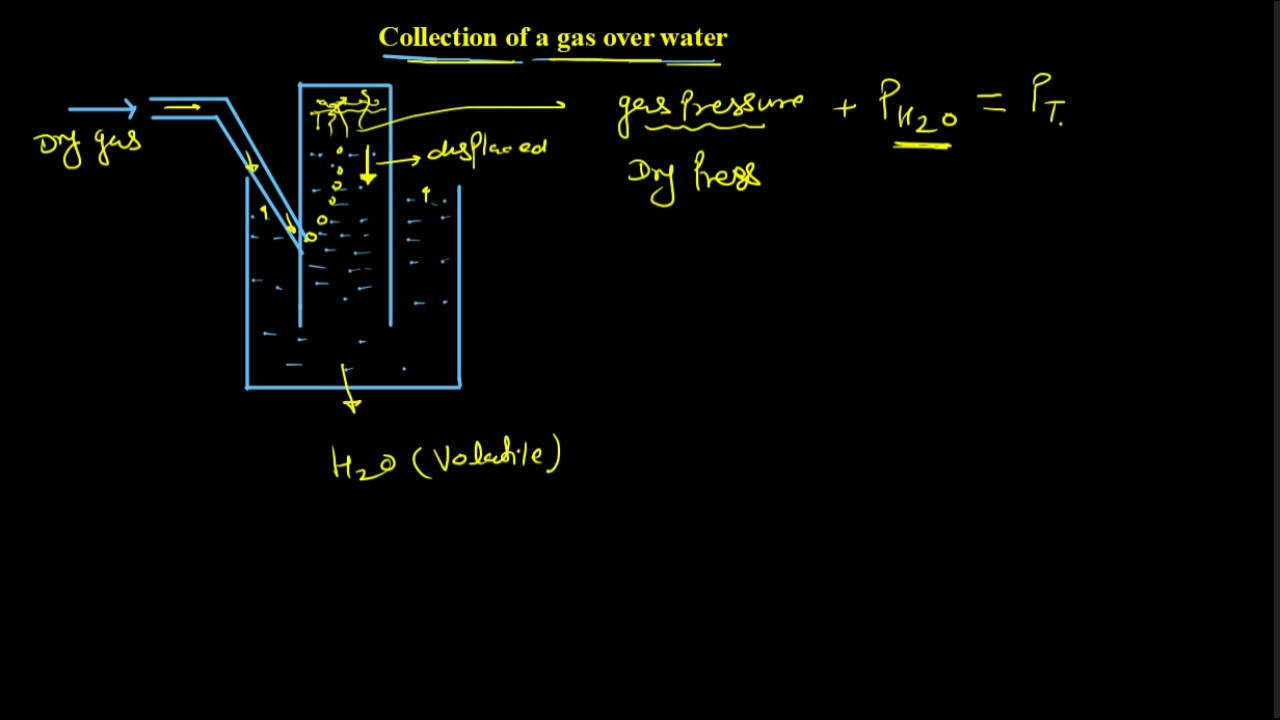 Collection of a gas over water
Dry gas
gas Pressure + P_H2O = P_T.
displaced
Dry Press
H2O (Volatile)